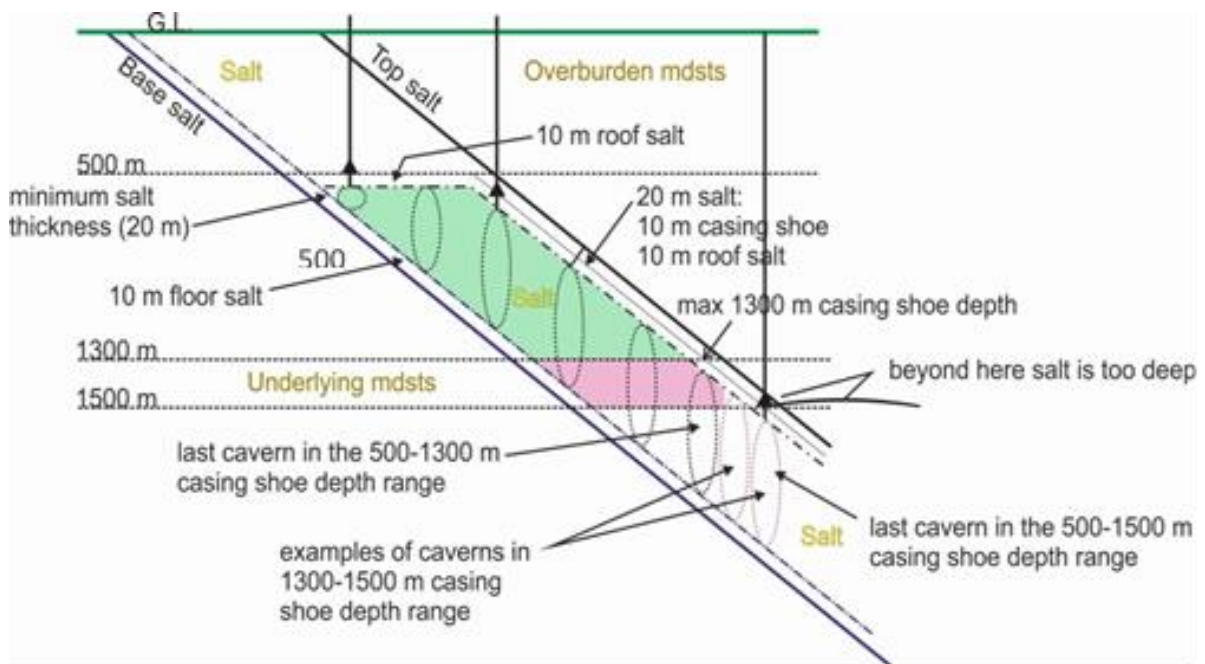 G.L.
Salt
Top salt
Overburden mdsts
Base salt
10 m roof salt
500 m
minimum salt
thickness (20 m)
20 m salt:
10 m casing shoe
10 m roof salt
500
10 m floor salt
Salt
max 1300 m casing shoe depth
1300 m
Underlying mdsts
beyond here salt is too deep
1500 m
last cavern in the 500-1300 m
casing shoe depth range
Salt
last cavern in the 500-1500 m
casing shoe depth range
examples of caverns in
1300-1500 m casing
shoe depth range